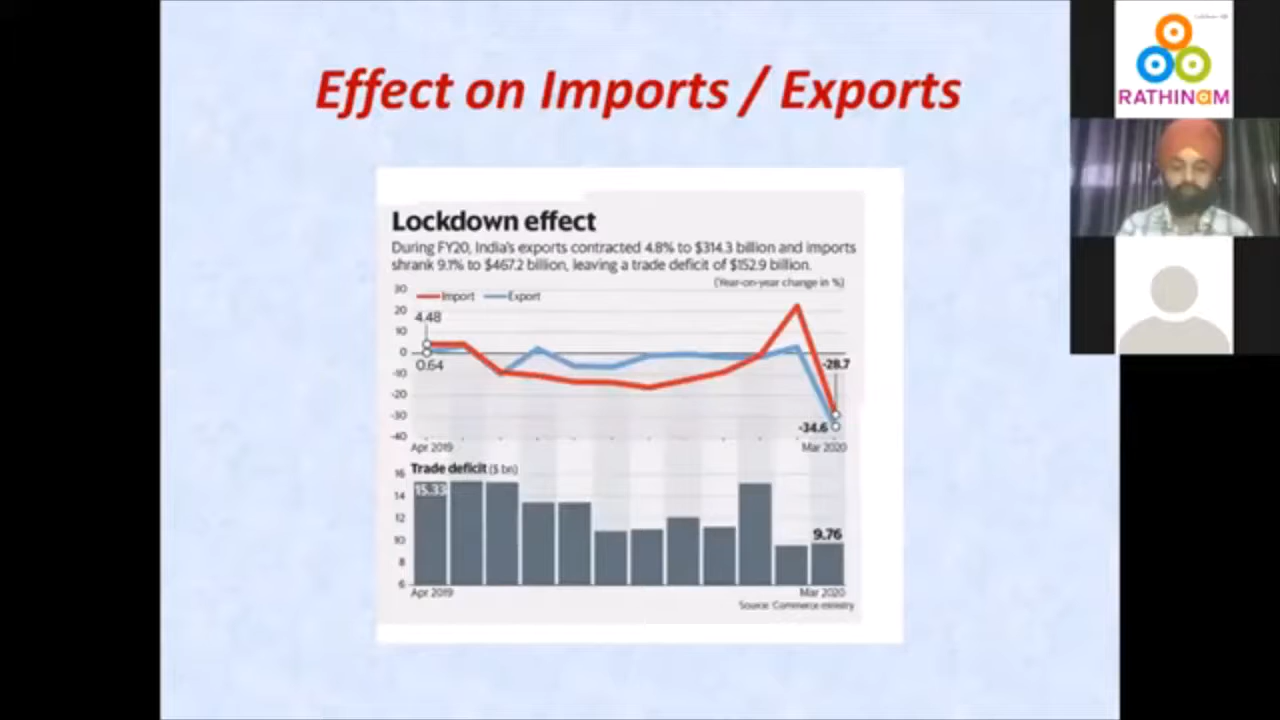 Effect on Imports / Exports
RATHINAM
Lockdown effect
During FY20, India's exports contracted 4.8% to $314.3 billion and imports
shrank 9.1% to $467.2 billion, leaving a trade deficit of $152.9 billion.
(Year-on-year change in %)
30
Import Export
20
4.48
10
0
0.64
-28.7
-10
-20
-30
-34.6
-40
Apr 2019 Mar 2020
Trade deficit ($ bn)
16
15.33
14
12
9.76
10
8
6
Apr 2019 Mar 2020
Source: Commerce ministry